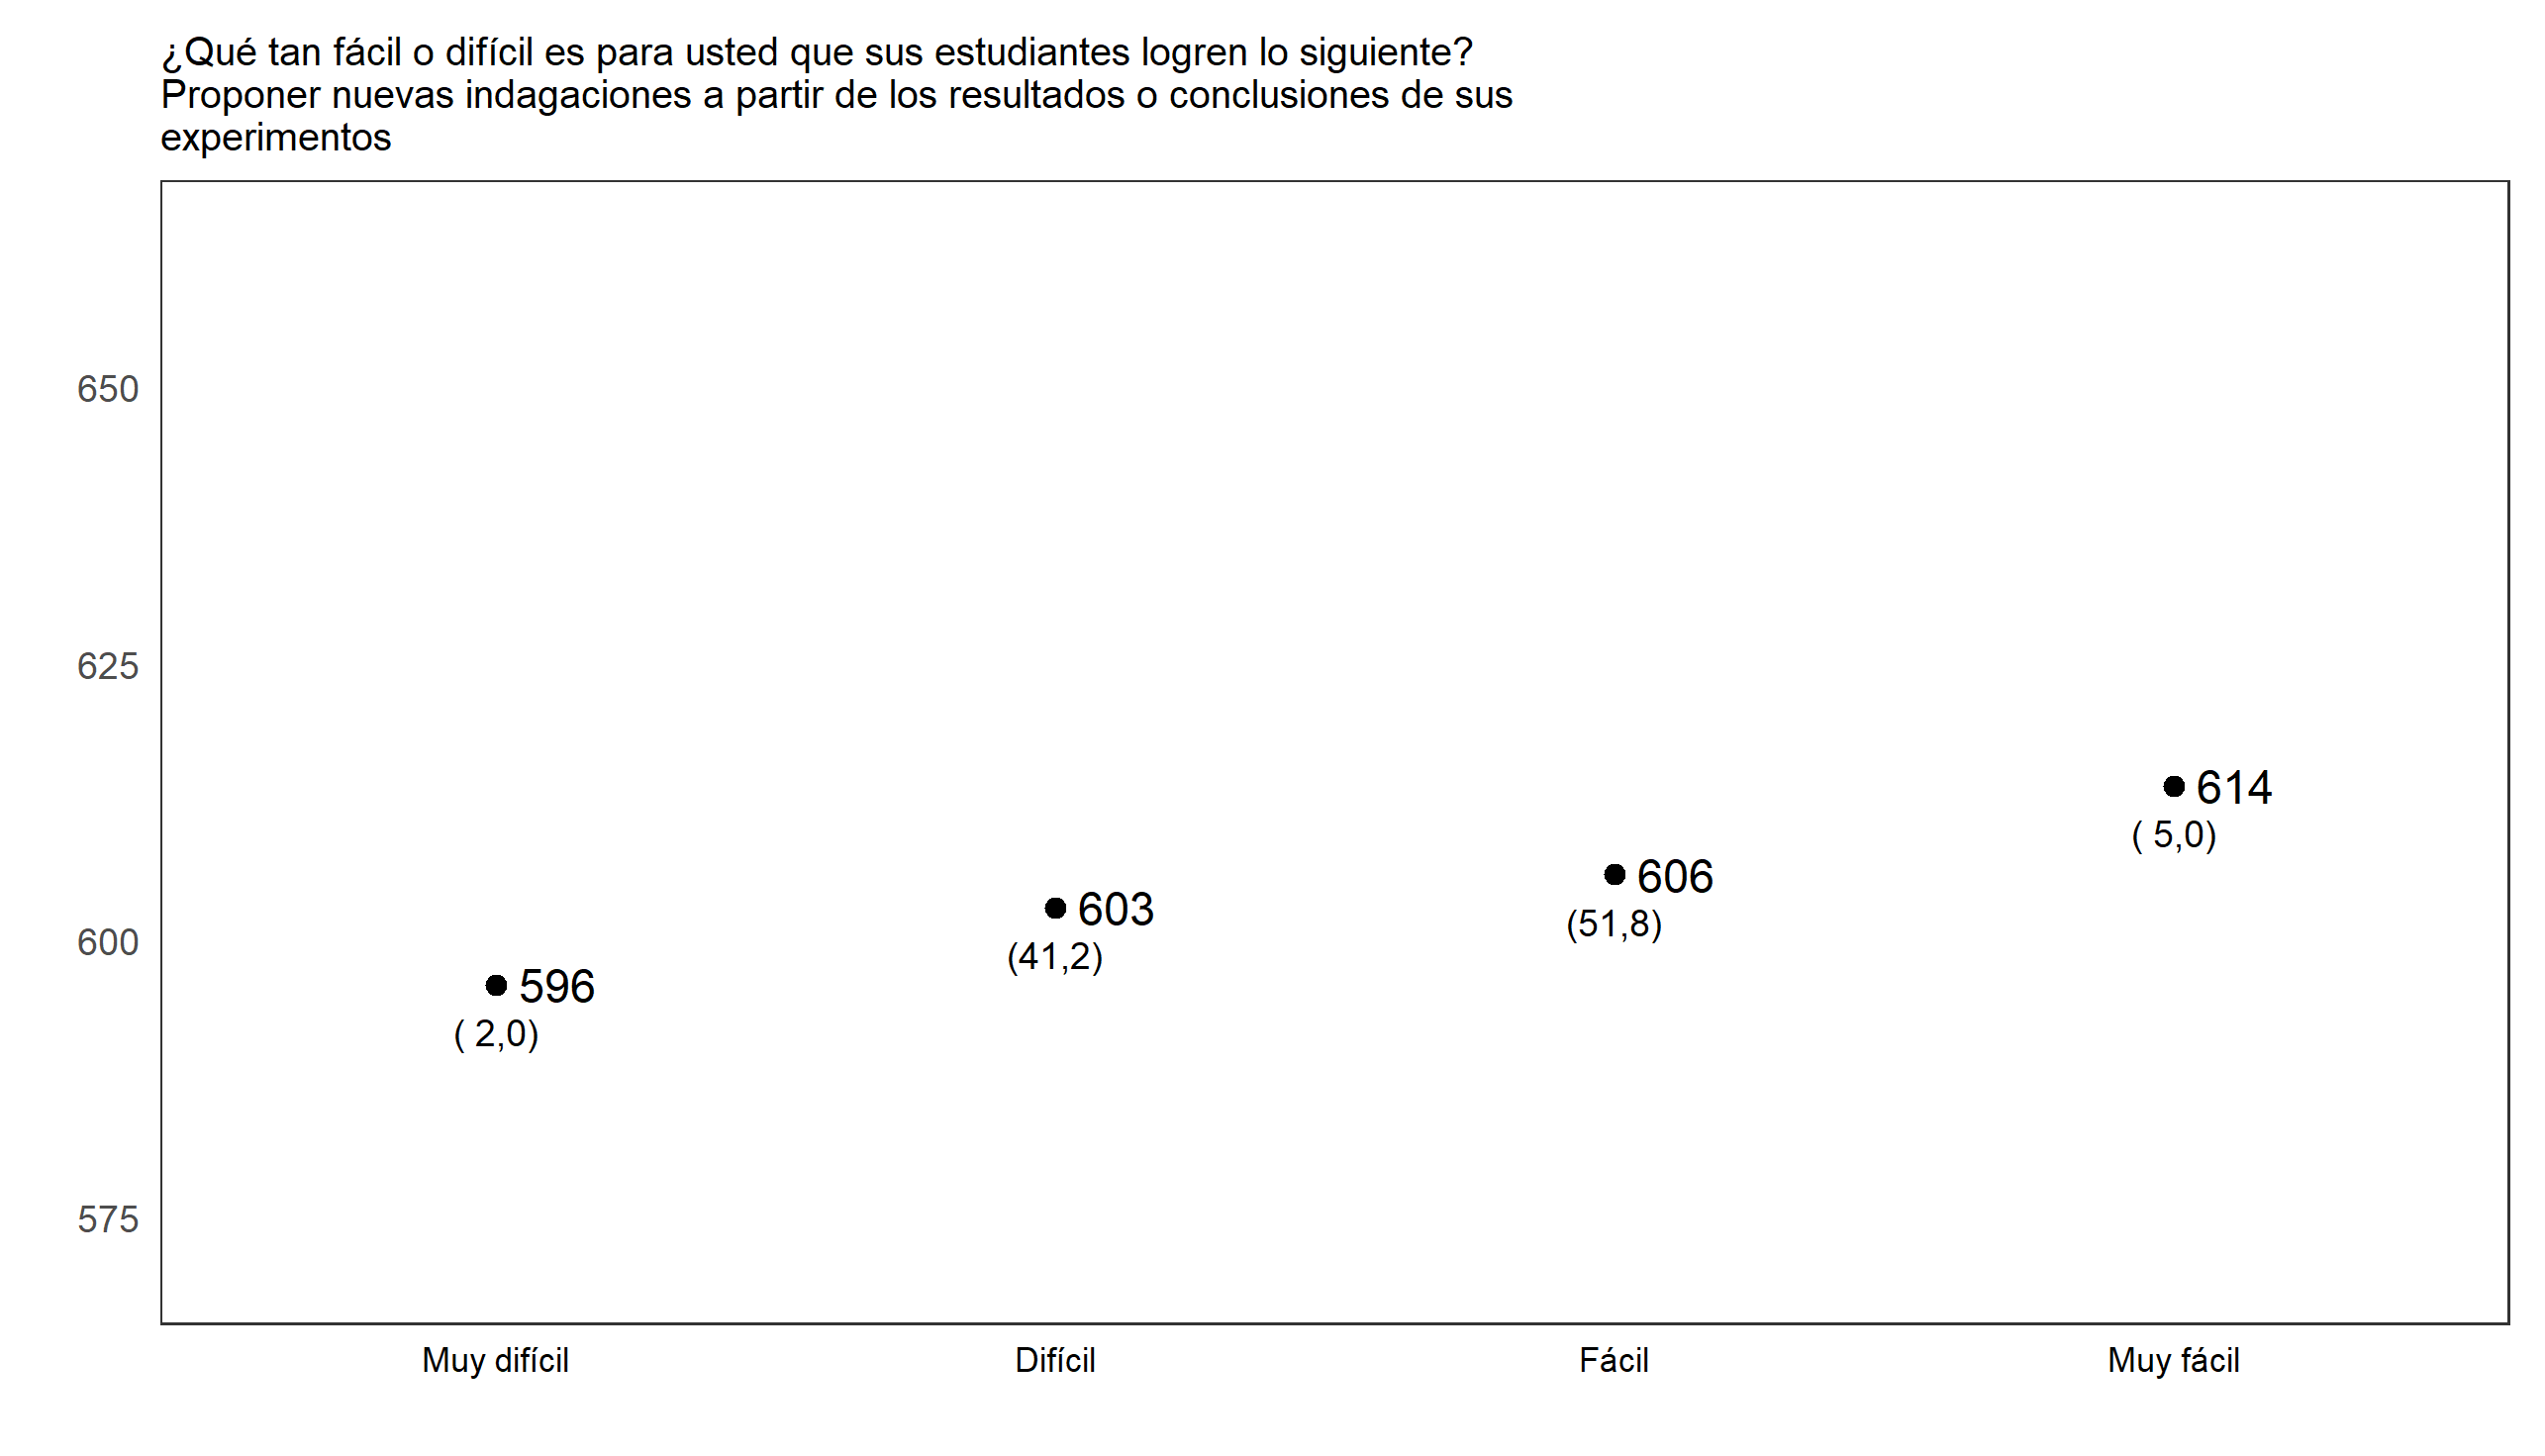 ¿Qué tan fácil o difícil es para usted que sus estudiantes logren lo siguiente?
Proponer nuevas indagaciones a partir de los resultados o conclusiones de sus
experimentos
650
625
600
575
596
( 2,0)
603
(41,2)
606
(51,8)
614
( 5,0)
Muy difícil
Difícil
Fácil
Muy fácil